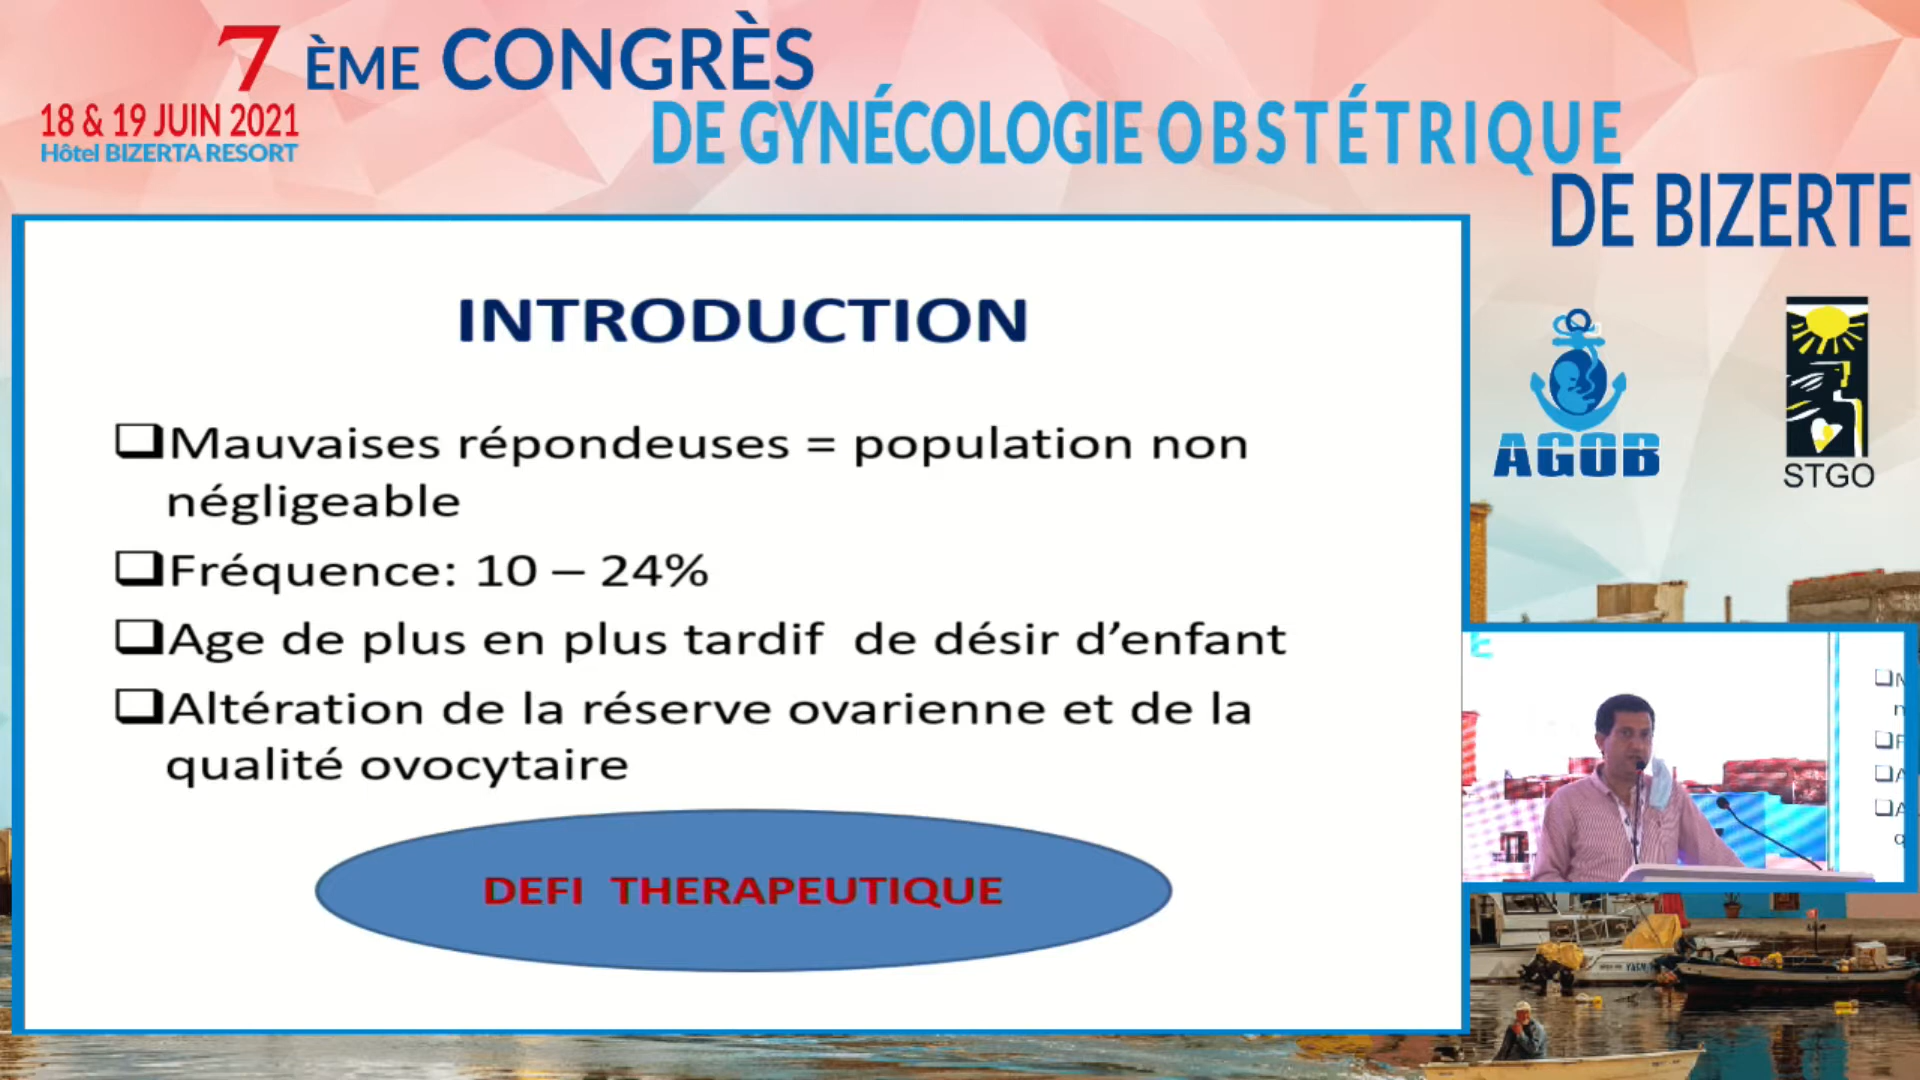 7 ÈME CONGRÈS
DE GYNÉCOLOGIE OBSTÉTRIQUE
DE BIZERTE
18 & 19 JUIN 2021
Hôtel BIZERTA RESORT
INTRODUCTION
Mauvaises répondeuses = population non
négligeable
Fréquence: 10 – 24%
Age de plus en plus tardif de désir d’enfant
Altération de la réserve ovarienne et de la
qualité ovocytaire
DEFI THERAPEUTIQUE
AGOB
STGO